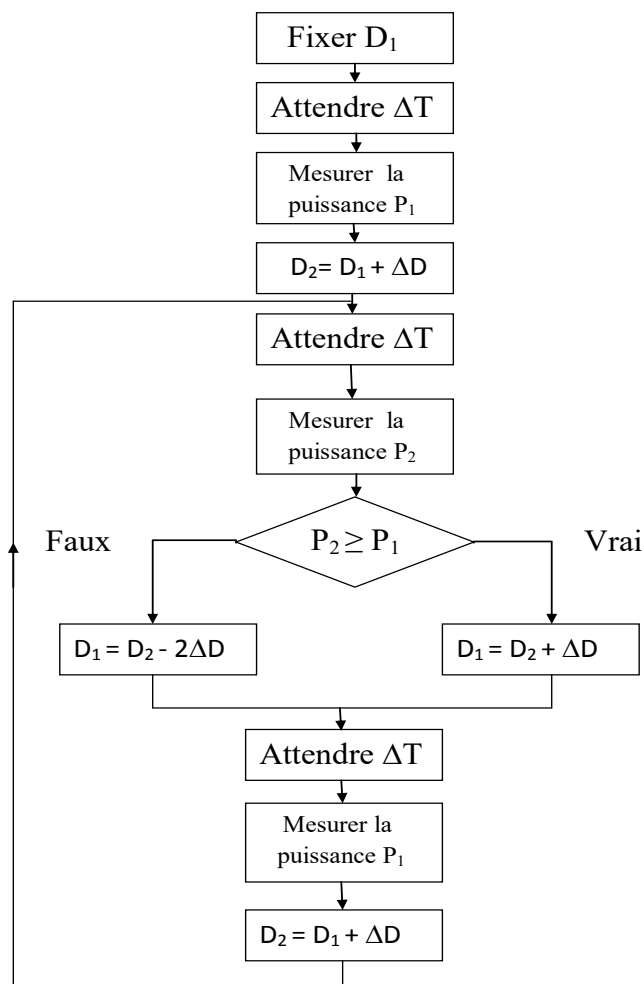 Fixer D₁
Attendre ΔT
Mesurer la
puissance P₁
D₂= D₁ + ΔD
Attendre ΔT
Mesurer la
puissance P₂
Faux
P₂ ≥ P₁
Vrai
D₁ = D₂ - 2ΔD
D₁ = D₂ + ΔD
Attendre ΔT
Mesurer la
puissance P₁
D₂ = D₁ + ΔD